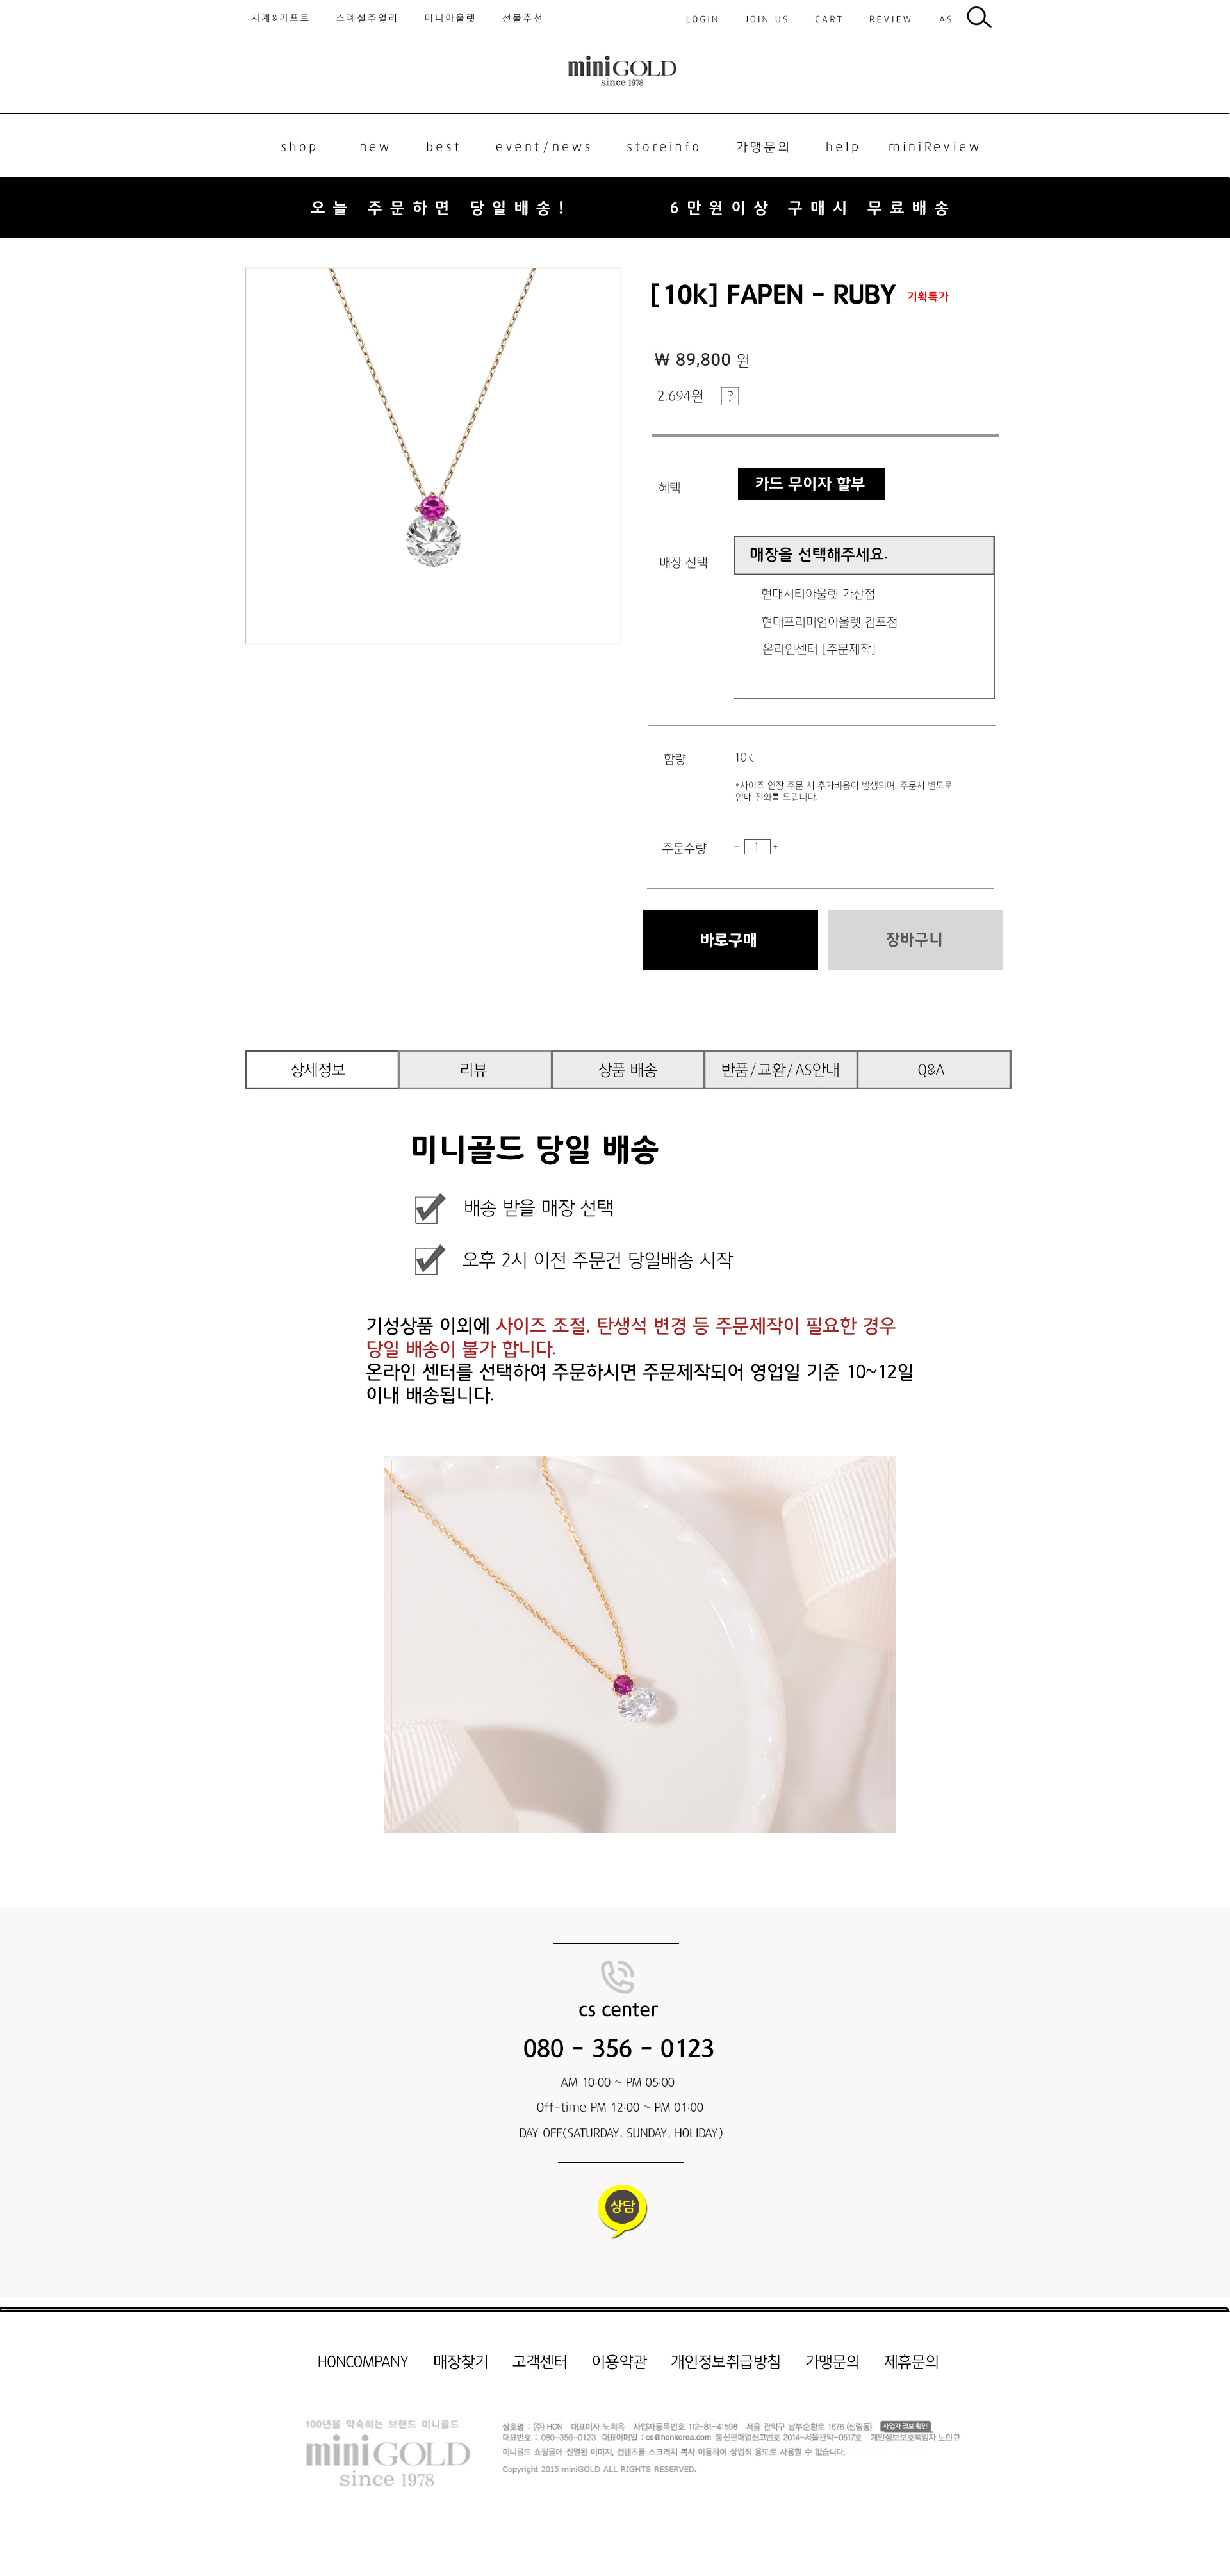 시계&기프트 스페셜주얼리 미니아울렛 선물추천 LOGIN JOIN US CART REVIEW AS
mini GOLD
since 1978
shop new best event/news storeinfo 가맹문의 help miniReview
오늘 주문하면 당일배송! 6만원이상 구매시 무료배송
[10k] FAPEN - RUBY 기획특가
₩ 89,800 원
2,694원 ?
혜택 카드 무이자 할부
매장 선택 매장을 선택해주세요.
현대시티아울렛 가산점
현대프리미엄아울렛 김포점
온라인센터 [주문제작]
함량 10k
*사이즈 연장 주문 시 추가비용이 발생되며, 주문시 별도로
안내 전화를 드립니다.
주문수량 - 1 +
바로구매 장바구니
상세정보 리뷰 상품 배송 반품/교환/AS안내 Q&A
미니골드 당일 배송
배송 받을 매장 선택
오후 2시 이전 주문건 당일배송 시작
기성상품 이외에 사이즈 조절, 탄생석 변경 등 주문제작이 필요한 경우
당일 배송이 불가 합니다.
온라인 센터를 선택하여 주문하시면 주문제작되어 영업일 기준 10~12일
이내 배송됩니다.
cs center
080 - 356 - 0123
AM 10:00 ~ PM 05:00
Off-time PM 12:00 ~ PM 01:00
DAY OFF(SATURDAY, SUNDAY, HOLIDAY)
상담
HONCOMPANY 매장찾기 고객센터 이용약관 개인정보취급방침 가맹문의 제휴문의
100년을 약속하는 브랜드 미니골드
mini GOLD
since 1978
상호명 : (주) HON 대표이사 노희옥 사업자등록번호 112-81-41598 서울 관악구 남부순환로 1676 (신림동) 사업자 정보 확인
대표번호 : 080-356-0123 대표이메일 : cs@honkorea.com 통신판매업신고번호 2014-서울관악-0517호 개인정보보호책임자 노민규
미니골드 쇼핑몰에 진열된 이미지, 컨텐츠를 스크러치 복사 이동하여 상업적 용도로 사용할 수 없습니다.
Copyright 2015 miniGOLD ALL RIGHTS RESERVED.